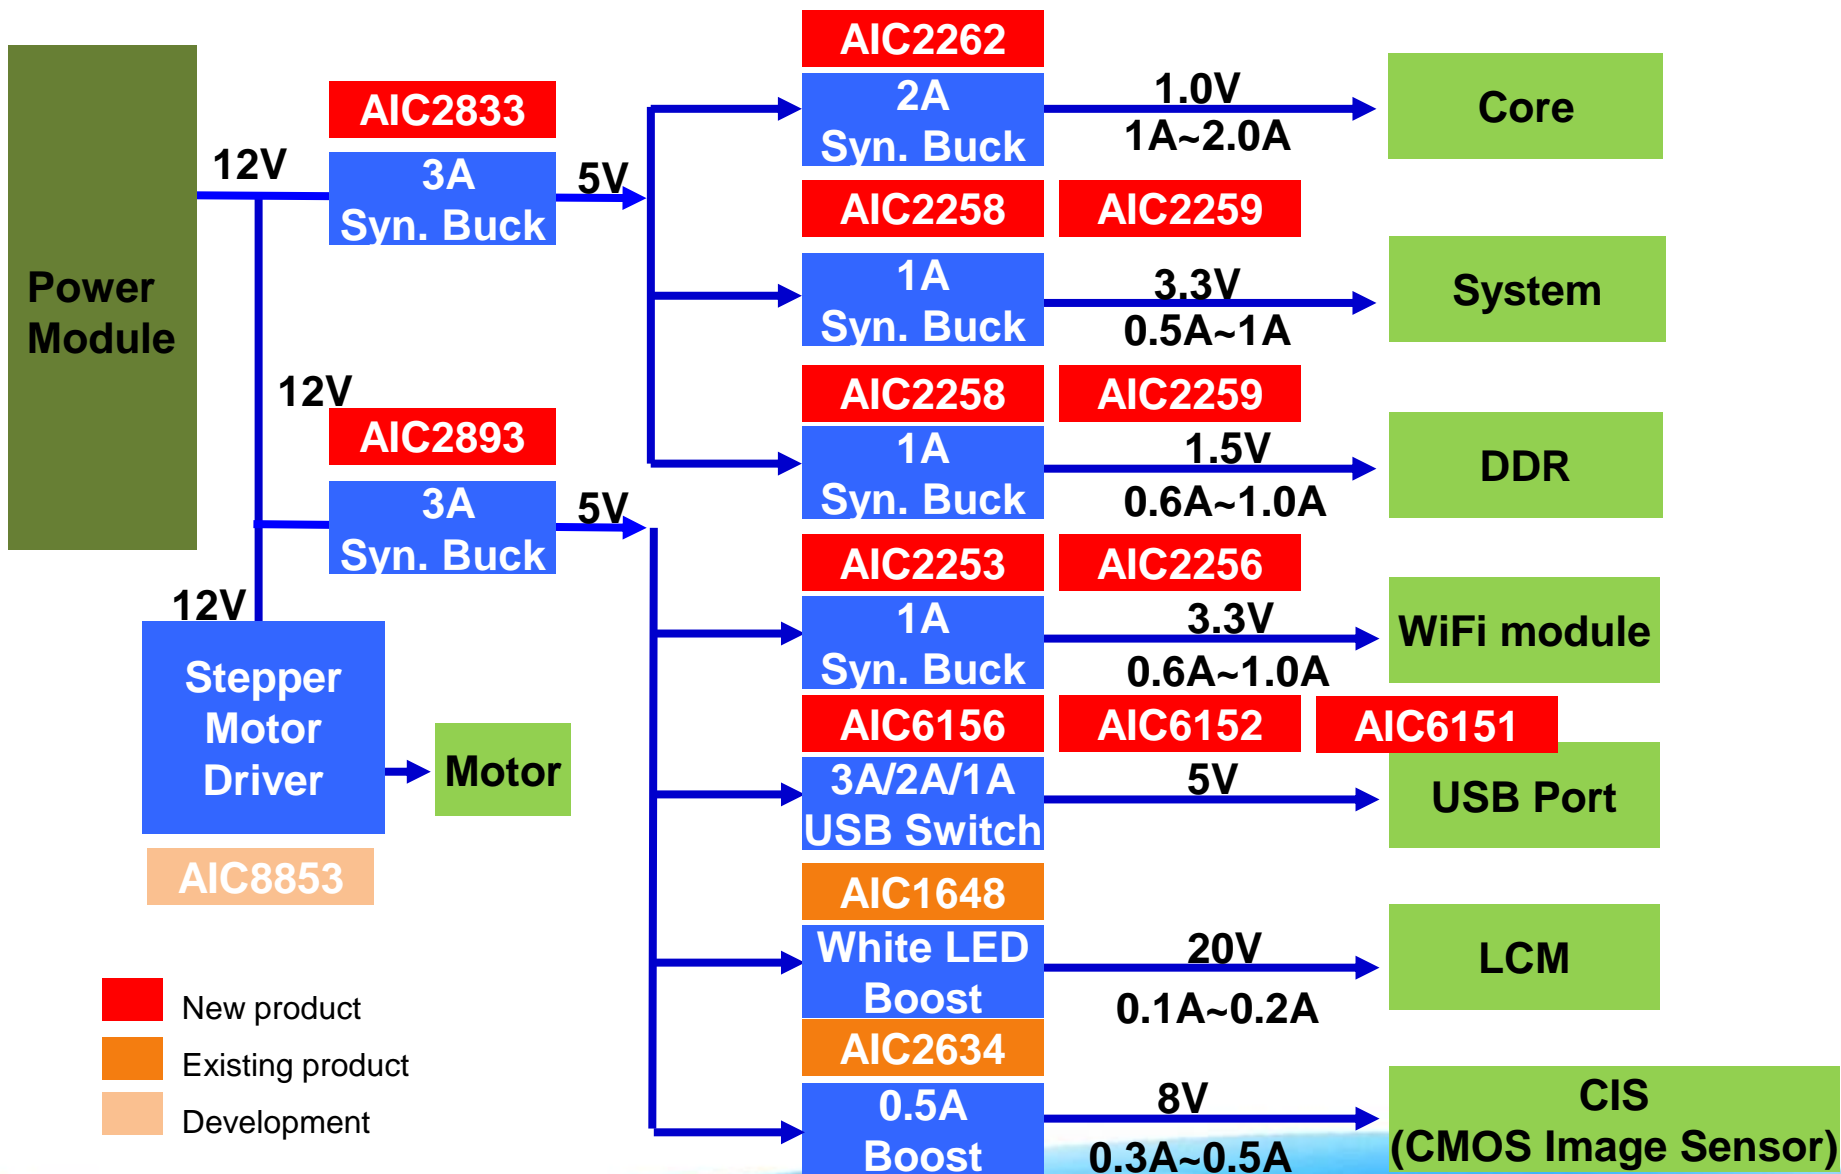 AIC2262
AIC2833
2A
Syn. Buck
1.0V
1A~2.0A
Core
12V
3A
Syn. Buck
5V
AIC2258
AIC2259
Power
Module
1A
Syn. Buck
3.3V
0.5A~1A
System
12V
AIC2893
AIC2258
AIC2259
1A
Syn. Buck
1.5V
0.6A~1.0A
DDR
3A
Syn. Buck
5V
AIC2253
AIC2256
12V
1A
Syn. Buck
3.3V
0.6A~1.0A
WiFi module
Stepper
Motor
Driver
Motor
AIC6156
AIC6152
AIC6151
3A/2A/1A
USB Switch
5V
USB Port
AIC8853
AIC1648
White LED
Boost
20V
0.1A~0.2A
LCM
New product
Existing product
Development
AIC2634
0.5A
Boost
8V
0.3A~0.5A
CIS
(CMOS Image Sensor)